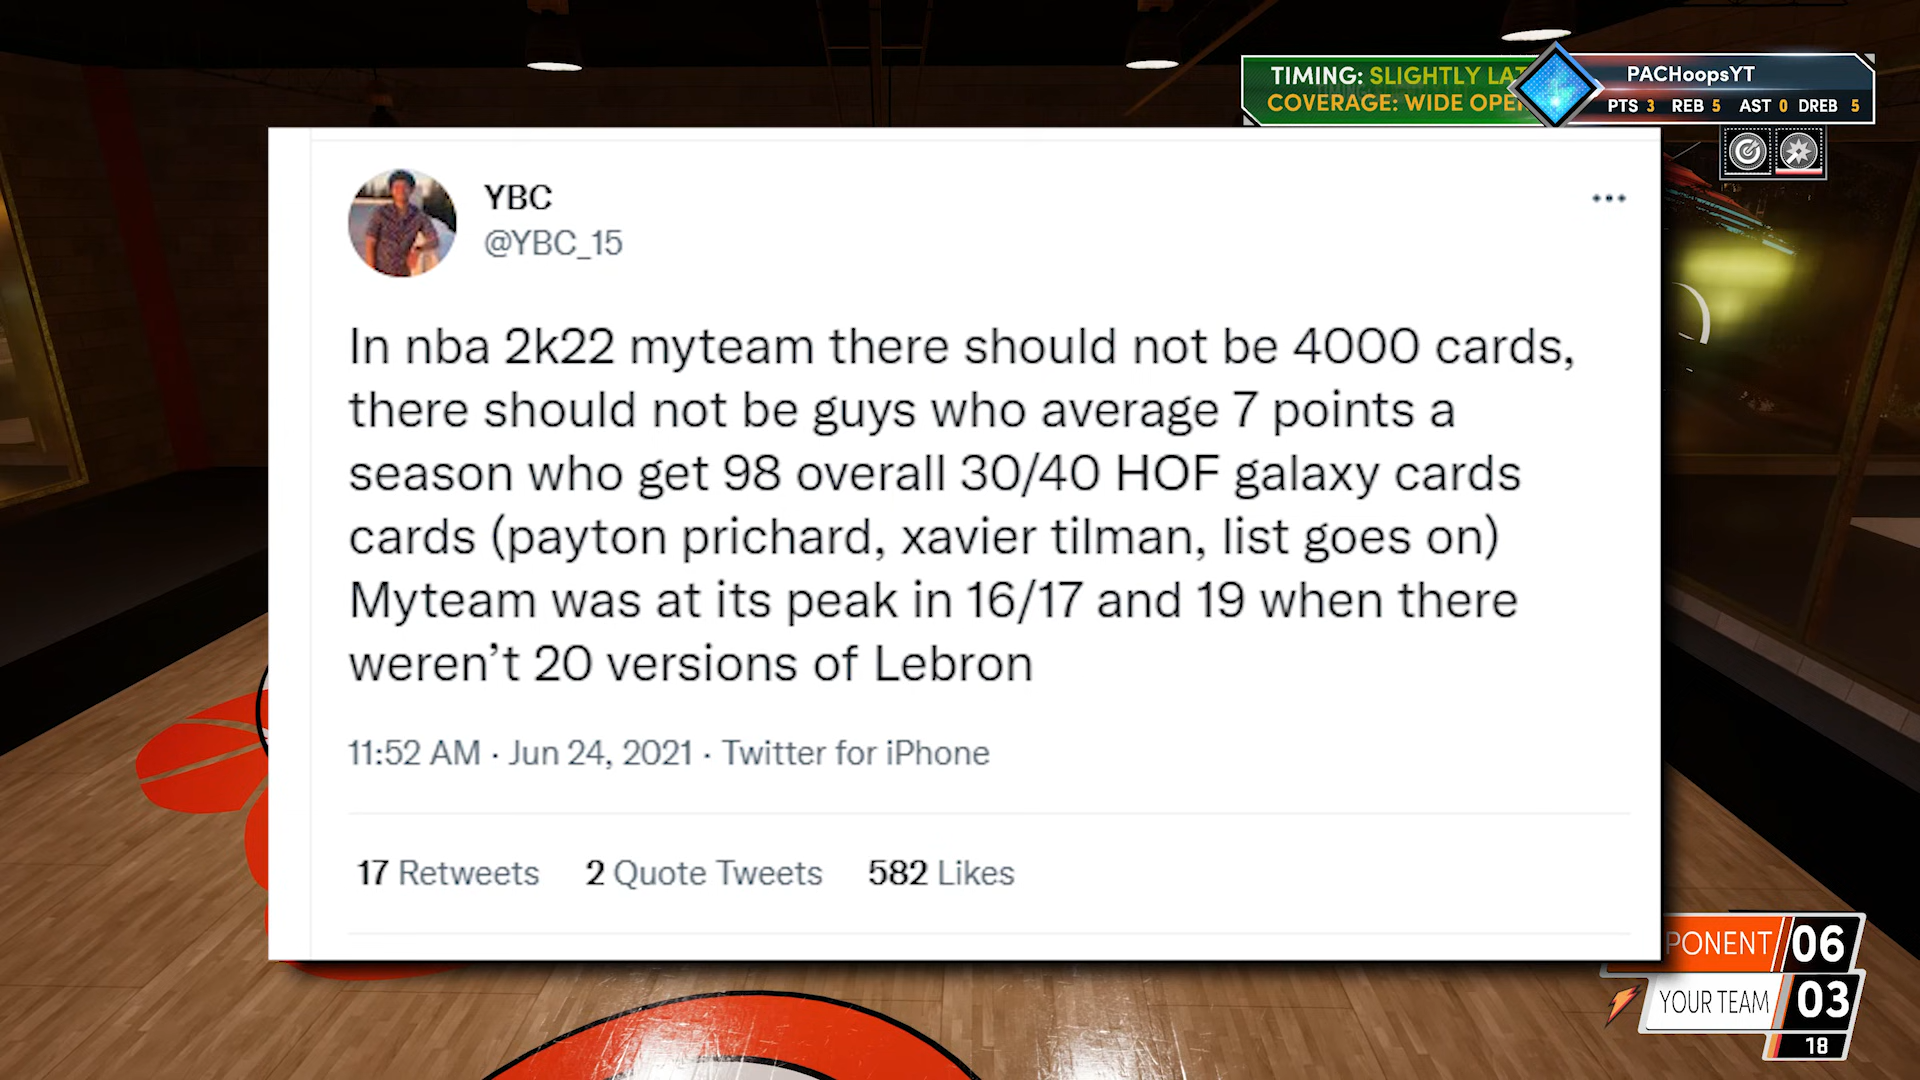 TIMING: SLIGHTLY LAT
COVERAGE: WIDE OPE
PACHoopsYT
PTS 3 REB 5 AST 0 DREB 5
YBC
@YBC_15
In nba 2k22 myteam there should not be 4000 cards,
there should not be guys who average 7 points a
season who get 98 overall 30/40 HOF galaxy cards
cards (payton prichard, xavier tilman, list goes on)
Myteam was at its peak in 16/17 and 19 when there
weren’t 20 versions of Lebron
11:52 AM · Jun 24, 2021 · Twitter for iPhone
17 Retweets 2 Quote Tweets 582 Likes
PONENT 06
YOUR TEAM 03
18